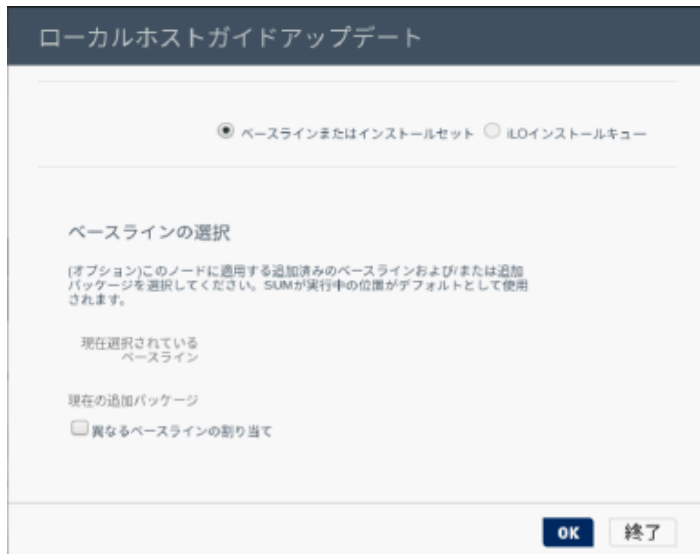 ローカルホストガイドアップデート
ベースラインまたはインストールセット iLOインストールキュー
ベースラインの選択
(オプション)このノードに適用する追加済みのベースラインおよび/または追加
パッケージを選択してください。SUMが実行中の位置がデフォルトとして使用
されます。
現在選択されている
ベースライン
現在の追加パッケージ
異なるベースラインの割り当て
OK 終了